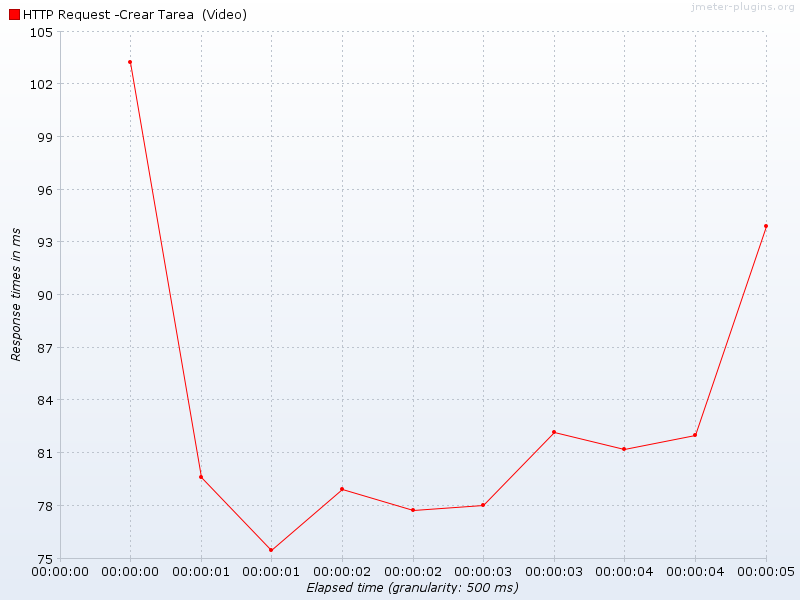 jmeter-plugins.org
HTTP Request -Crear Tarea  (Video)
105
102
99
96
93
90
87
84
81
78
75
Response times in ms
00:00:00 00:00:00 00:00:01 00:00:01 00:00:02 00:00:02 00:00:03 00:00:03 00:00:04 00:00:04 00:00:05
Elapsed time (granularity: 500 ms)